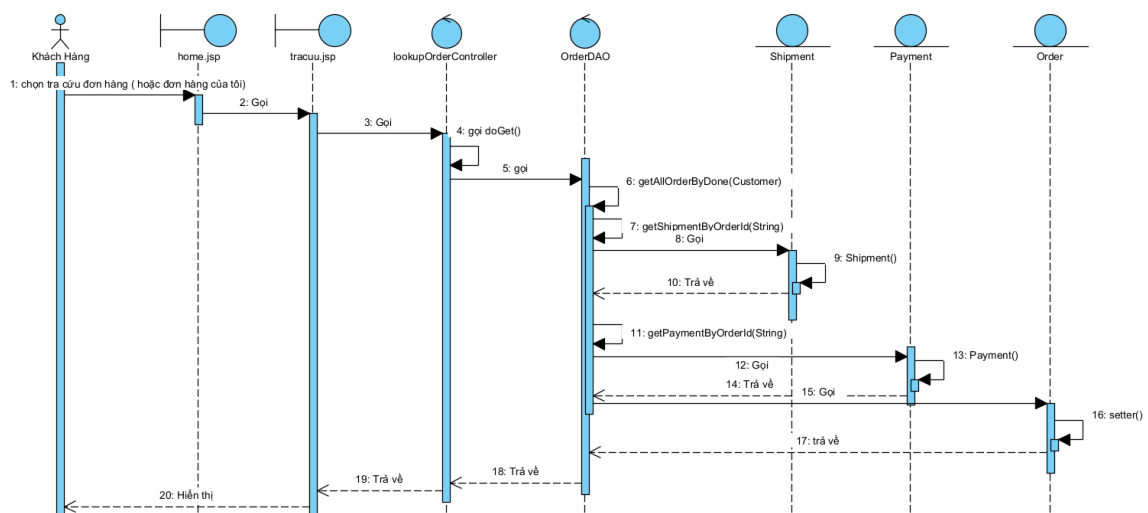 Khách Hàng
home.jsp
tracuu.jsp
lookupOrderController
OrderDAO
Shipment
Payment
Order
1: chọn tra cứu đơn hàng ( hoặc đơn hàng của tôi)
2: Gọi
3: Gọi
4: gọi doGet()
5: gọi
6: getAllOrderByDone(Customer)
7: getShipmentByOrderId(String)
8: Gọi
9: Shipment()
10: Trả về
11: getPaymentByOrderId(String)
12: Gọi
13: Payment()
14: Trả về
15: Gọi
16: setter()
17: trả về
18: Trả về
19: Trả về
20: Hiển thị